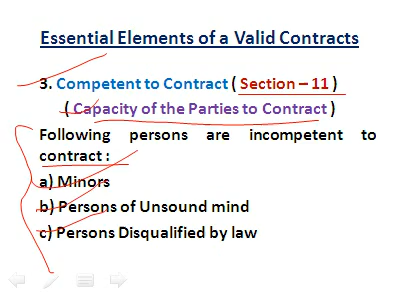 Essential Elements of a Valid Contracts
3. Competent to Contract ( Section – 11 )
( Capacity of the Parties to Contract )
Following persons are incompetent to
contract :
a) Minors
b) Persons of Unsound mind
c) Persons Disqualified by law